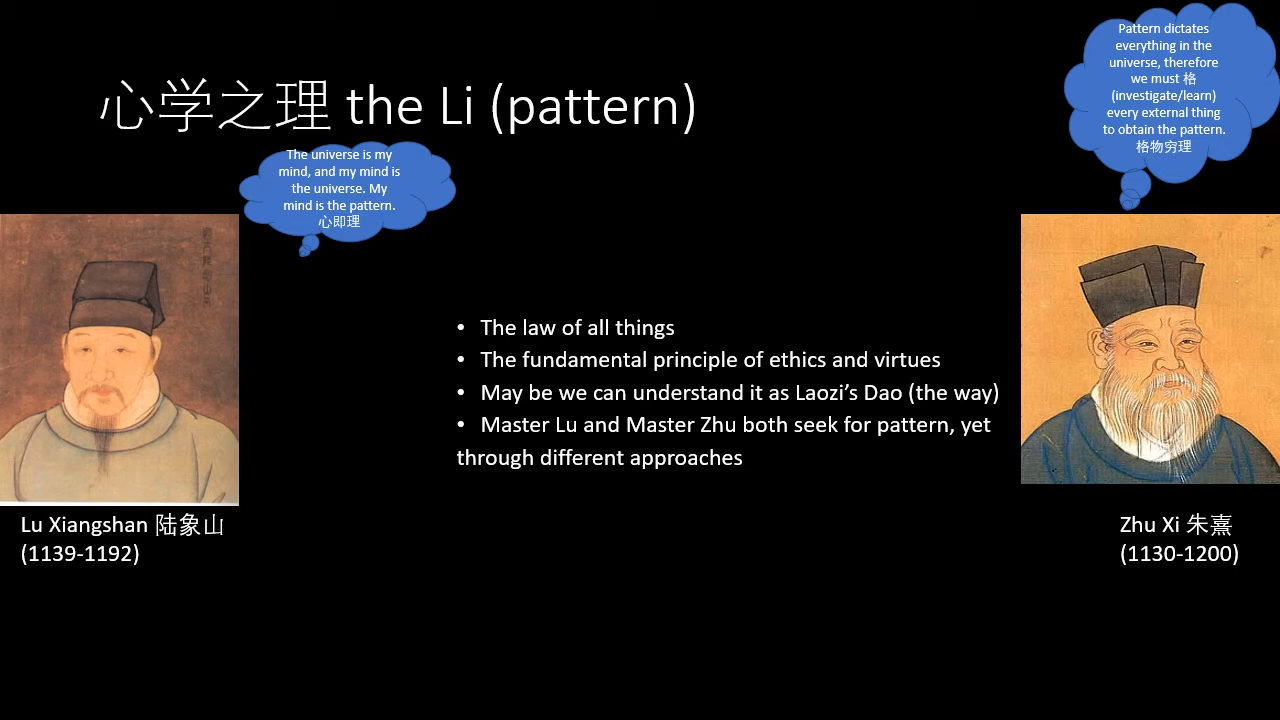 心学之理 the Li (pattern)
Pattern dictates
everything in the
universe, therefore
we must 格
(investigate/learn)
every external thing
to obtain the pattern.
格物穷理
The universe is my
mind, and my mind is
the universe. My
mind is the pattern.
心即理
• The law of all things
• The fundamental principle of ethics and virtues
• May be we can understand it as Laozi’s Dao (the way)
• Master Lu and Master Zhu both seek for pattern, yet
through different approaches
Lu Xiangshan 陆象山
(1139-1192)
Zhu Xi 朱熹
(1130-1200)